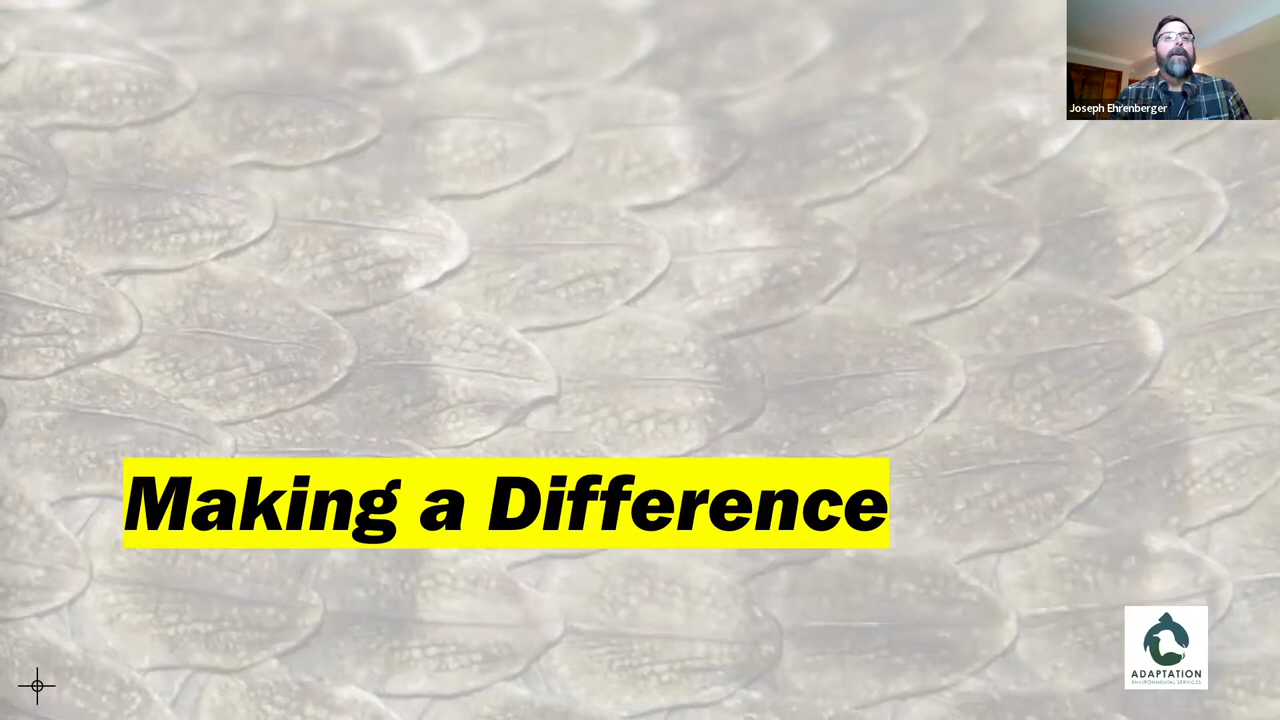 Joseph Ehrenberger
Making a Difference
ADAPTATION
ENVIRONMENTAL SERVICES